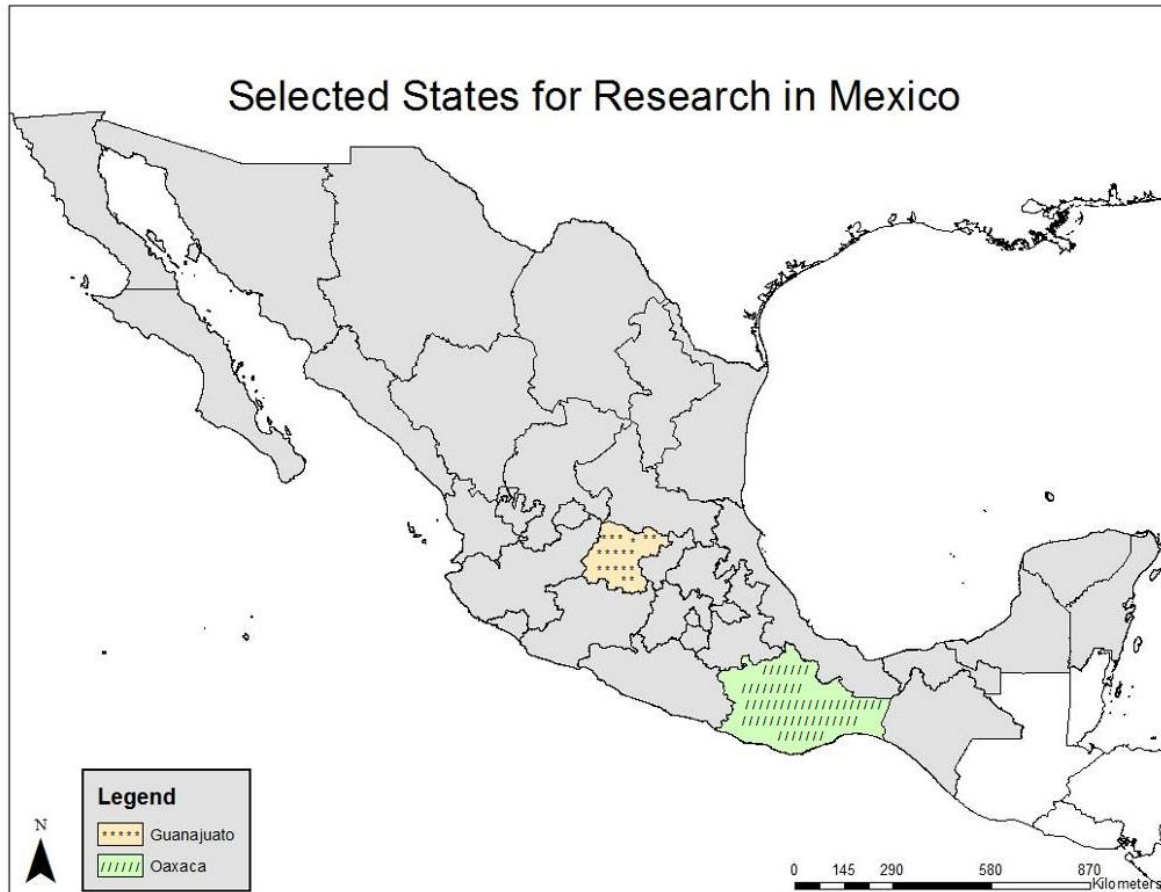 Selected States for Research in Mexico
Legend
Guanajuato
Oaxaca
N
0 145 290 580 870
Kilometers